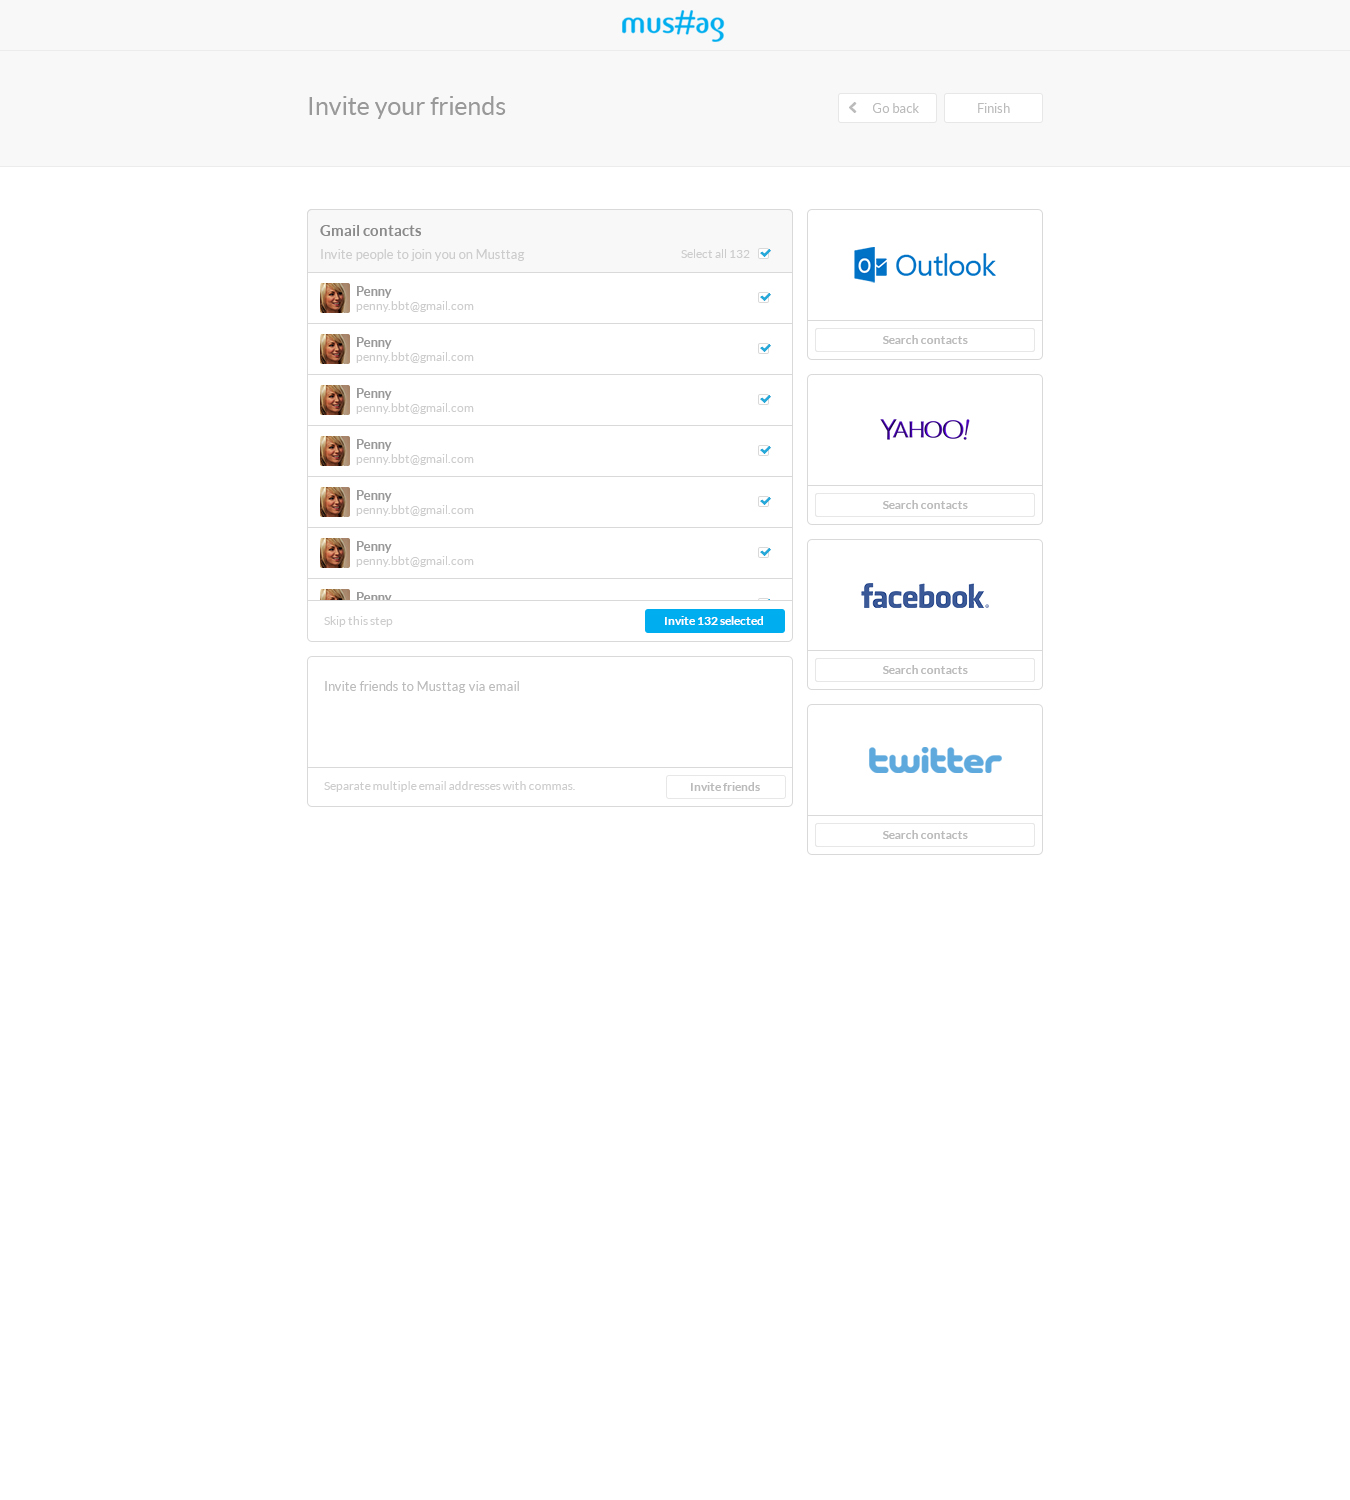 mus#ag
Invite your friends
Go back
Finish
Gmail contacts
Invite people to join you on Musttag
Select all 132
Penny
penny.bbt@gmail.com
Penny
penny.bbt@gmail.com
Penny
penny.bbt@gmail.com
Penny
penny.bbt@gmail.com
Penny
penny.bbt@gmail.com
Penny
penny.bbt@gmail.com
Penny
Skip this step
Invite 132 selected
Invite friends to Musttag via email
Separate multiple email addresses with commas.
Invite friends
Outlook
Search contacts
YAHOO!
Search contacts
facebook®
Search contacts
twitter
Search contacts